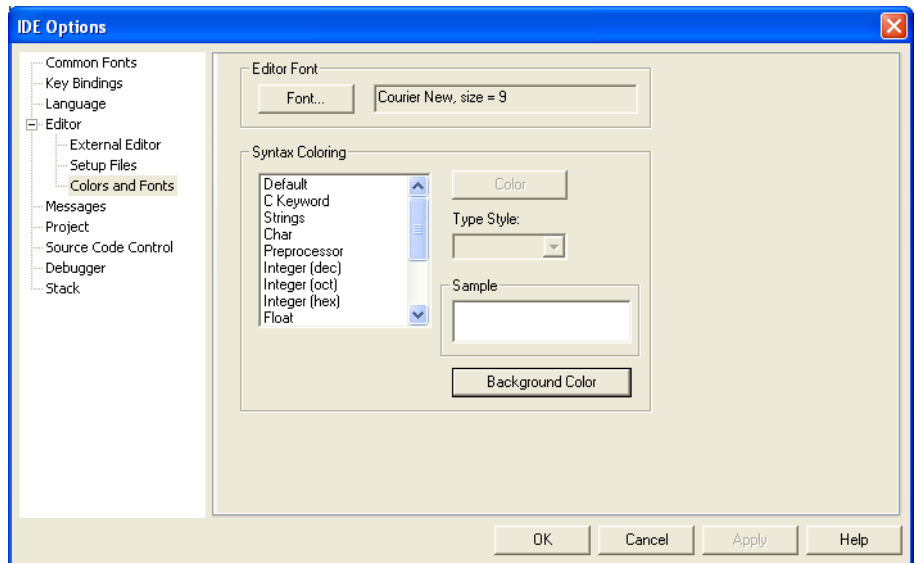 IDE Options
Common Fonts
Key Bindings
Language
Editor
External Editor
Setup Files
Colors and Fonts
Messages
Project
Source Code Control
Debugger
Stack
Editor Font
Font...
Courier New, size = 9
Syntax Coloring
Default
C Keyword
Strings
Char
Preprocessor
Integer (dec)
Integer (oct)
Integer (hex)
Float
Color
Type Style:
Sample
Background Color
OK
Cancel
Apply
Help